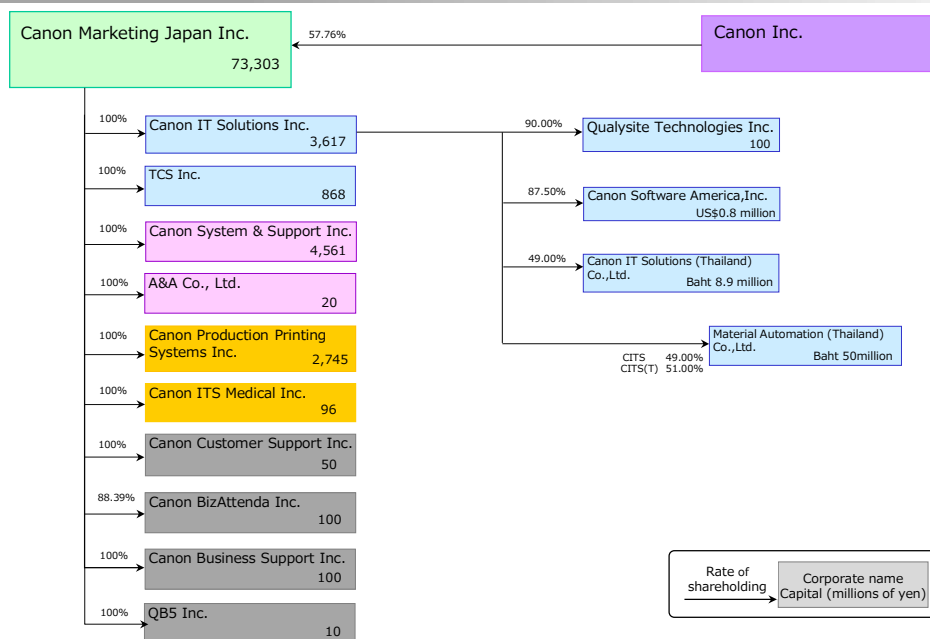 Canon Marketing Japan Inc.
73,303
57.76%
Canon Inc.
100%
Canon IT Solutions Inc.
3,617
100%
TCS Inc.
868
100%
Canon System & Support Inc.
4,561
100%
A&A Co., Ltd.
20
100%
Canon Production Printing
Systems Inc.
2,745
100%
Canon ITS Medical Inc.
96
100%
Canon Customer Support Inc.
50
88.39%
Canon BizAttenda Inc.
100
100%
Canon Business Support Inc.
100
100%
QB5 Inc.
10
90.00%
Qualysite Technologies Inc.
100
87.50%
Canon Software America,Inc.
US$0.8 million
49.00%
Canon IT Solutions (Thailand)
Co.,Ltd.
Baht 8.9 million
Material Automation (Thailand)
Co.,Ltd.
Baht 50million
CITS 49.00%
CITS(T) 51.00%
Rate of
shareholding
Corporate name
Capital (millions of yen)